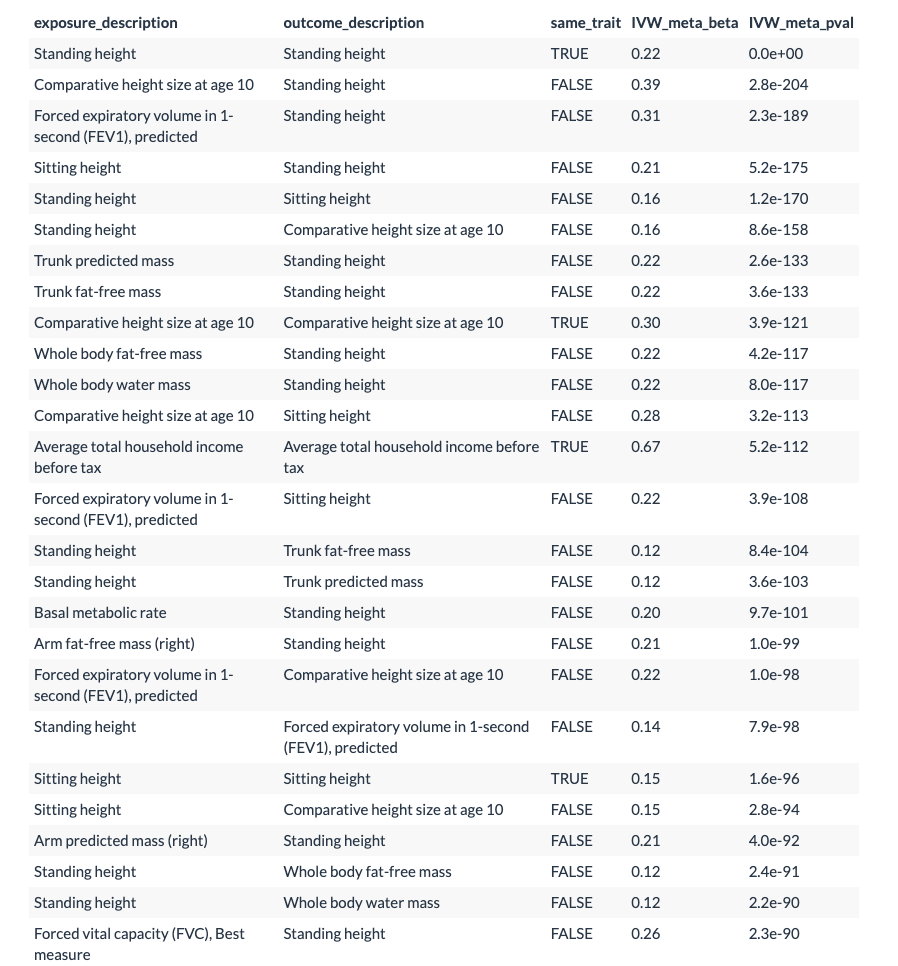 exposure_description outcome_description same_trait IVW_meta_beta IVW_meta_pval
Standing height Standing height TRUE 0.22 0.0e+00
Comparative height size at age 10 Standing height FALSE 0.39 2.8e-204
Forced expiratory volume in 1- Standing height FALSE 0.31 2.3e-189
second (FEV1), predicted
Sitting height Standing height FALSE 0.21 5.2e-175
Standing height Sitting height FALSE 0.16 1.2e-170
Standing height Comparative height size at age 10 FALSE 0.16 8.6e-158
Trunk predicted mass Standing height FALSE 0.22 2.6e-133
Trunk fat-free mass Standing height FALSE 0.22 3.6e-133
Comparative height size at age 10 Comparative height size at age 10 TRUE 0.30 3.9e-121
Whole body fat-free mass Standing height FALSE 0.22 4.2e-117
Whole body water mass Standing height FALSE 0.22 8.0e-117
Comparative height size at age 10 Sitting height FALSE 0.28 3.2e-113
Average total household income Average total household income before TRUE 0.67 5.2e-112
before tax tax
Forced expiratory volume in 1- Sitting height FALSE 0.22 3.9e-108
second (FEV1), predicted
Standing height Trunk fat-free mass FALSE 0.12 8.4e-104
Standing height Trunk predicted mass FALSE 0.12 3.6e-103
Basal metabolic rate Standing height FALSE 0.20 9.7e-101
Arm fat-free mass (right) Standing height FALSE 0.21 1.0e-99
Forced expiratory volume in 1- Comparative height size at age 10 FALSE 0.22 1.0e-98
second (FEV1), predicted
Standing height Forced expiratory volume in 1-second FALSE 0.14 7.9e-98
(FEV1), predicted
Sitting height Sitting height TRUE 0.15 1.6e-96
Sitting height Comparative height size at age 10 FALSE 0.15 2.8e-94
Arm predicted mass (right) Standing height FALSE 0.21 4.0e-92
Standing height Whole body fat-free mass FALSE 0.12 2.4e-91
Standing height Whole body water mass FALSE 0.12 2.2e-90
Forced vital capacity (FVC), Best Standing height FALSE 0.26 2.3e-90
measure